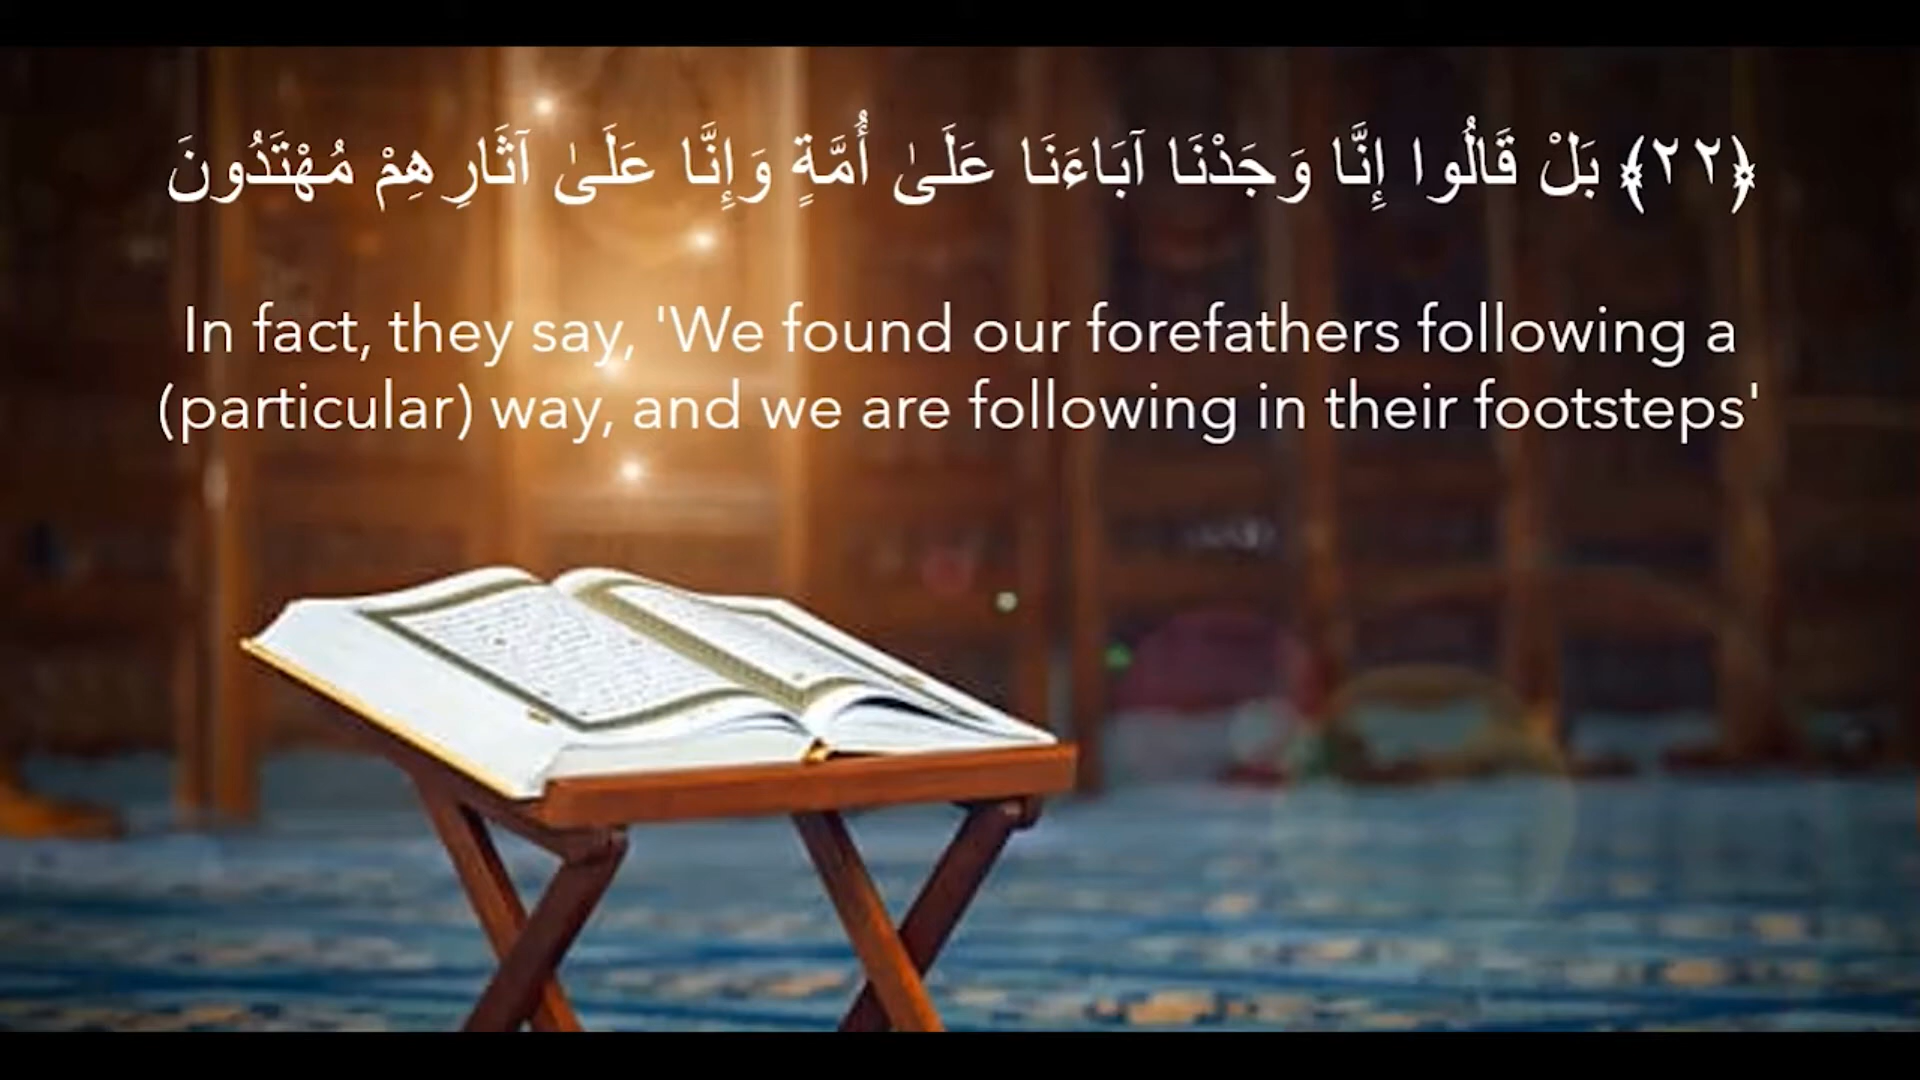 ﴿٢٢﴾ بَلْ قَالُوا إِنَّا وَجَدْنَا آبَاءَنَا عَلَىٰ أُمَّةٍ وَإِنَّا عَلَىٰ آثَارِهِمْ مُهْتَدُونَ
In fact, they say, 'We found our forefathers following a
(particular) way, and we are following in their footsteps'